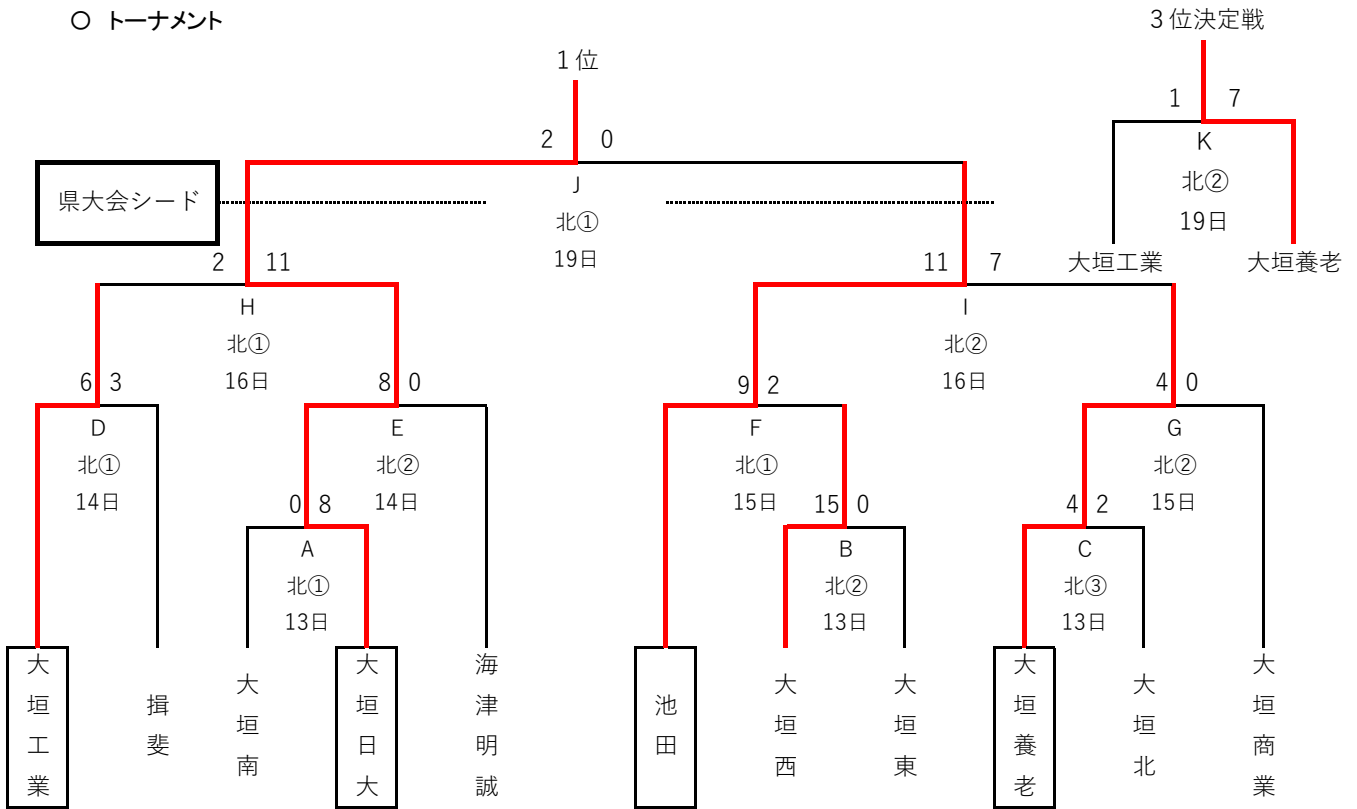 ○ トーナメント
3位決定戦
1位
1 7
2 0
K
県大会シード
J
北②
北①
19日
19日
2 11
11 7
大垣工業 大垣養老
H
I
北①
北②
16日
16日
6 3
8 0
9 2
4 0
D
E
F
G
北①
北②
北①
北②
14日
14日
15日
15日
0 8
15 0
4 2
A
B
C
北①
北②
北③
13日
13日
13日
大垣工業
揖斐
大垣南
大垣日大
海津明誠
池田
大垣西
大垣東
大垣養老
大垣北
大垣商業